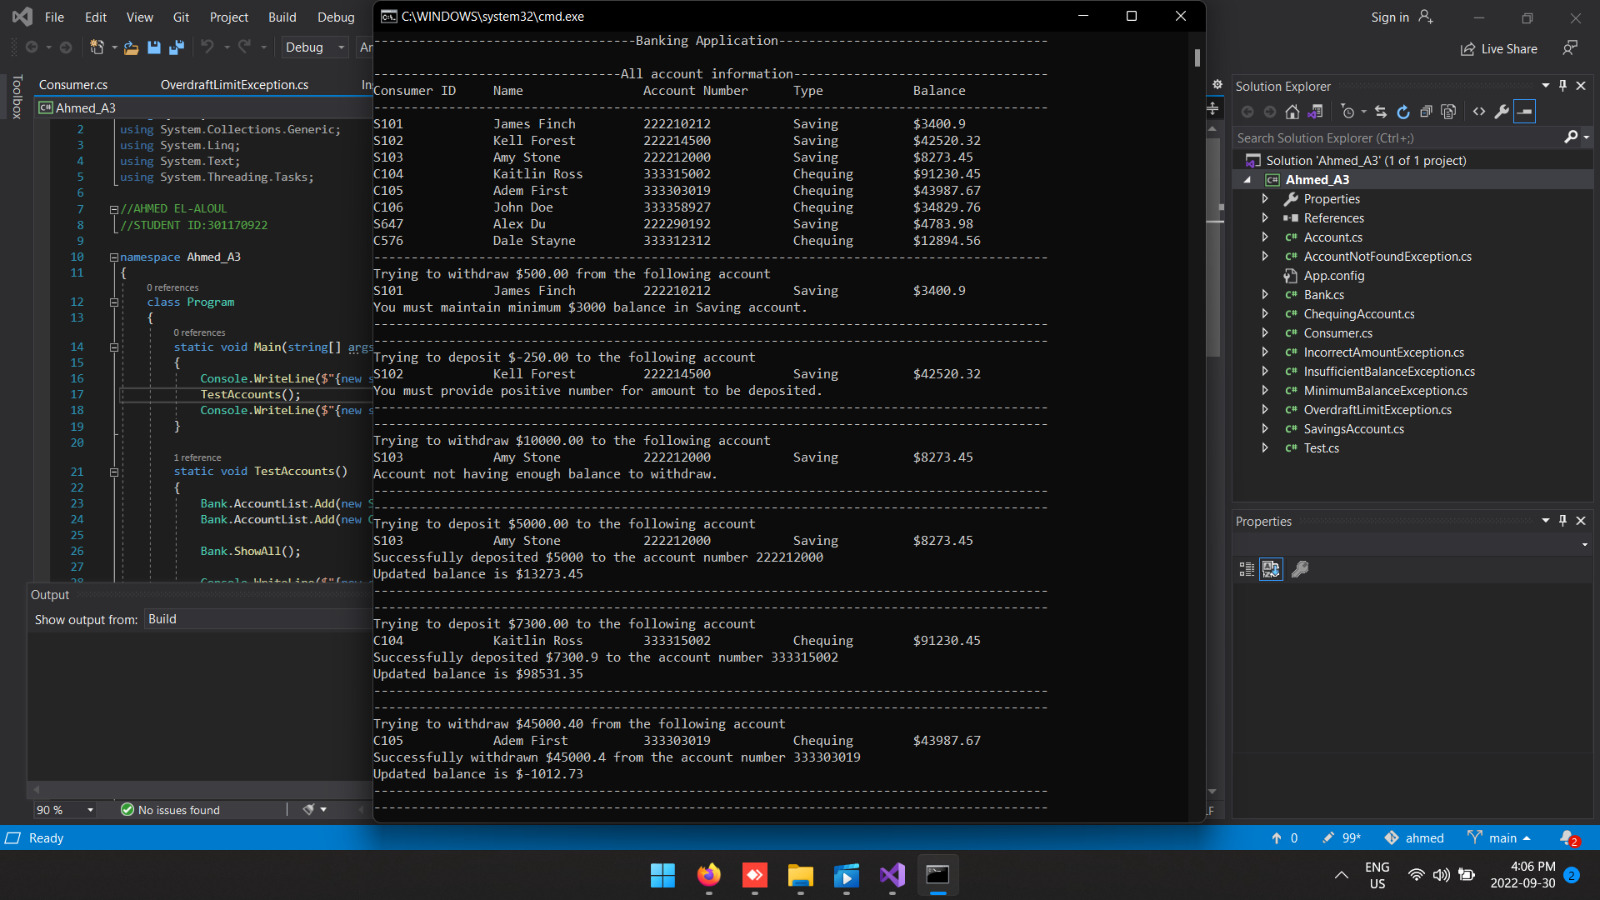 File Edit View Git Project Build Debug
C:\WINDOWS\system32\cmd.exe
Sign in
Debug
Live Share
Consumer.cs OverdraftLimitException.cs
Toolbox
Ahmed_A3
2 using System.Collections.Generic;
3 using System.Linq;
4 using System.Text;
5 using System.Threading.Tasks;
6
7 //AHMED EL-ALOUL
8 //STUDENT ID:301170922
9
10 namespace Ahmed_A3
11 {
0 references
12 class Program
13 {
0 references
14 static void Main(string[] args
15 {
16 Console.WriteLine($"{new s
17 TestAccounts();
18 Console.WriteLine($"{new s
19 }
20
1 reference
21 static void TestAccounts()
22 {
23 Bank.AccountList.Add(new S
24 Bank.AccountList.Add(new C
25
26 Bank.ShowAll();
27
28 Console.WriteLine($"{new
Output
Show output from: Build
90 % No issues found
-----------------------------------Banking Application------------------------------------
---------------------------------All account information----------------------------------
Consumer ID Name Account Number Type Balance
------------------------------------------------------------------------------------------
S101 James Finch 222210212 Saving $3400.9
S102 Kell Forest 222214500 Saving $42520.32
S103 Amy Stone 222212000 Saving $8273.45
C104 Kaitlin Ross 333315002 Chequing $91230.45
C105 Adem First 333303019 Chequing $43987.67
C106 John Doe 333358927 Chequing $34829.76
S647 Alex Du 222290192 Saving $4783.98
C576 Dale Stayne 333312312 Chequing $12894.56
------------------------------------------------------------------------------------------
Trying to withdraw $500.00 from the following account
S101 James Finch 222210212 Saving $3400.9
You must maintain minimum $3000 balance in Saving account.
------------------------------------------------------------------------------------------
------------------------------------------------------------------------------------------
Trying to deposit $-250.00 to the following account
S102 Kell Forest 222214500 Saving $42520.32
You must provide positive number for amount to be deposited.
------------------------------------------------------------------------------------------
------------------------------------------------------------------------------------------
Trying to withdraw $10000.00 to the following account
S103 Amy Stone 222212000 Saving $8273.45
Account not having enough balance to withdraw.
------------------------------------------------------------------------------------------
------------------------------------------------------------------------------------------
Trying to deposit $5000.00 to the following account
S103 Amy Stone 222212000 Saving $8273.45
Successfully deposited $5000 to the account number 222212000
Updated balance is $13273.45
------------------------------------------------------------------------------------------
------------------------------------------------------------------------------------------
Trying to deposit $7300.00 to the following account
C104 Kaitlin Ross 333315002 Chequing $91230.45
Successfully deposited $7300.9 to the account number 333315002
Updated balance is $98531.35
------------------------------------------------------------------------------------------
------------------------------------------------------------------------------------------
Trying to withdraw $45000.40 from the following account
C105 Adem First 333303019 Chequing $43987.67
Successfully withdrawn $45000.4 from the account number 333303019
Updated balance is $-1012.73
------------------------------------------------------------------------------------------
------------------------------------------------------------------------------------------
Solution Explorer
Search Solution Explorer (Ctrl+;)
Solution 'Ahmed_A3' (1 of 1 project)
Ahmed_A3
Properties
References
C# Account.cs
C# AccountNotFoundException.cs
App.config
C# Bank.cs
C# ChequingAccount.cs
C# Consumer.cs
C# IncorrectAmountException.cs
C# InsufficientBalanceException.cs
C# MinimumBalanceException.cs
C# OverdraftLimitException.cs
C# SavingsAccount.cs
C# Test.cs
Properties
Ready
0 99* ahmed main 2
ENG
US
4:06 PM
2022-09-30
2